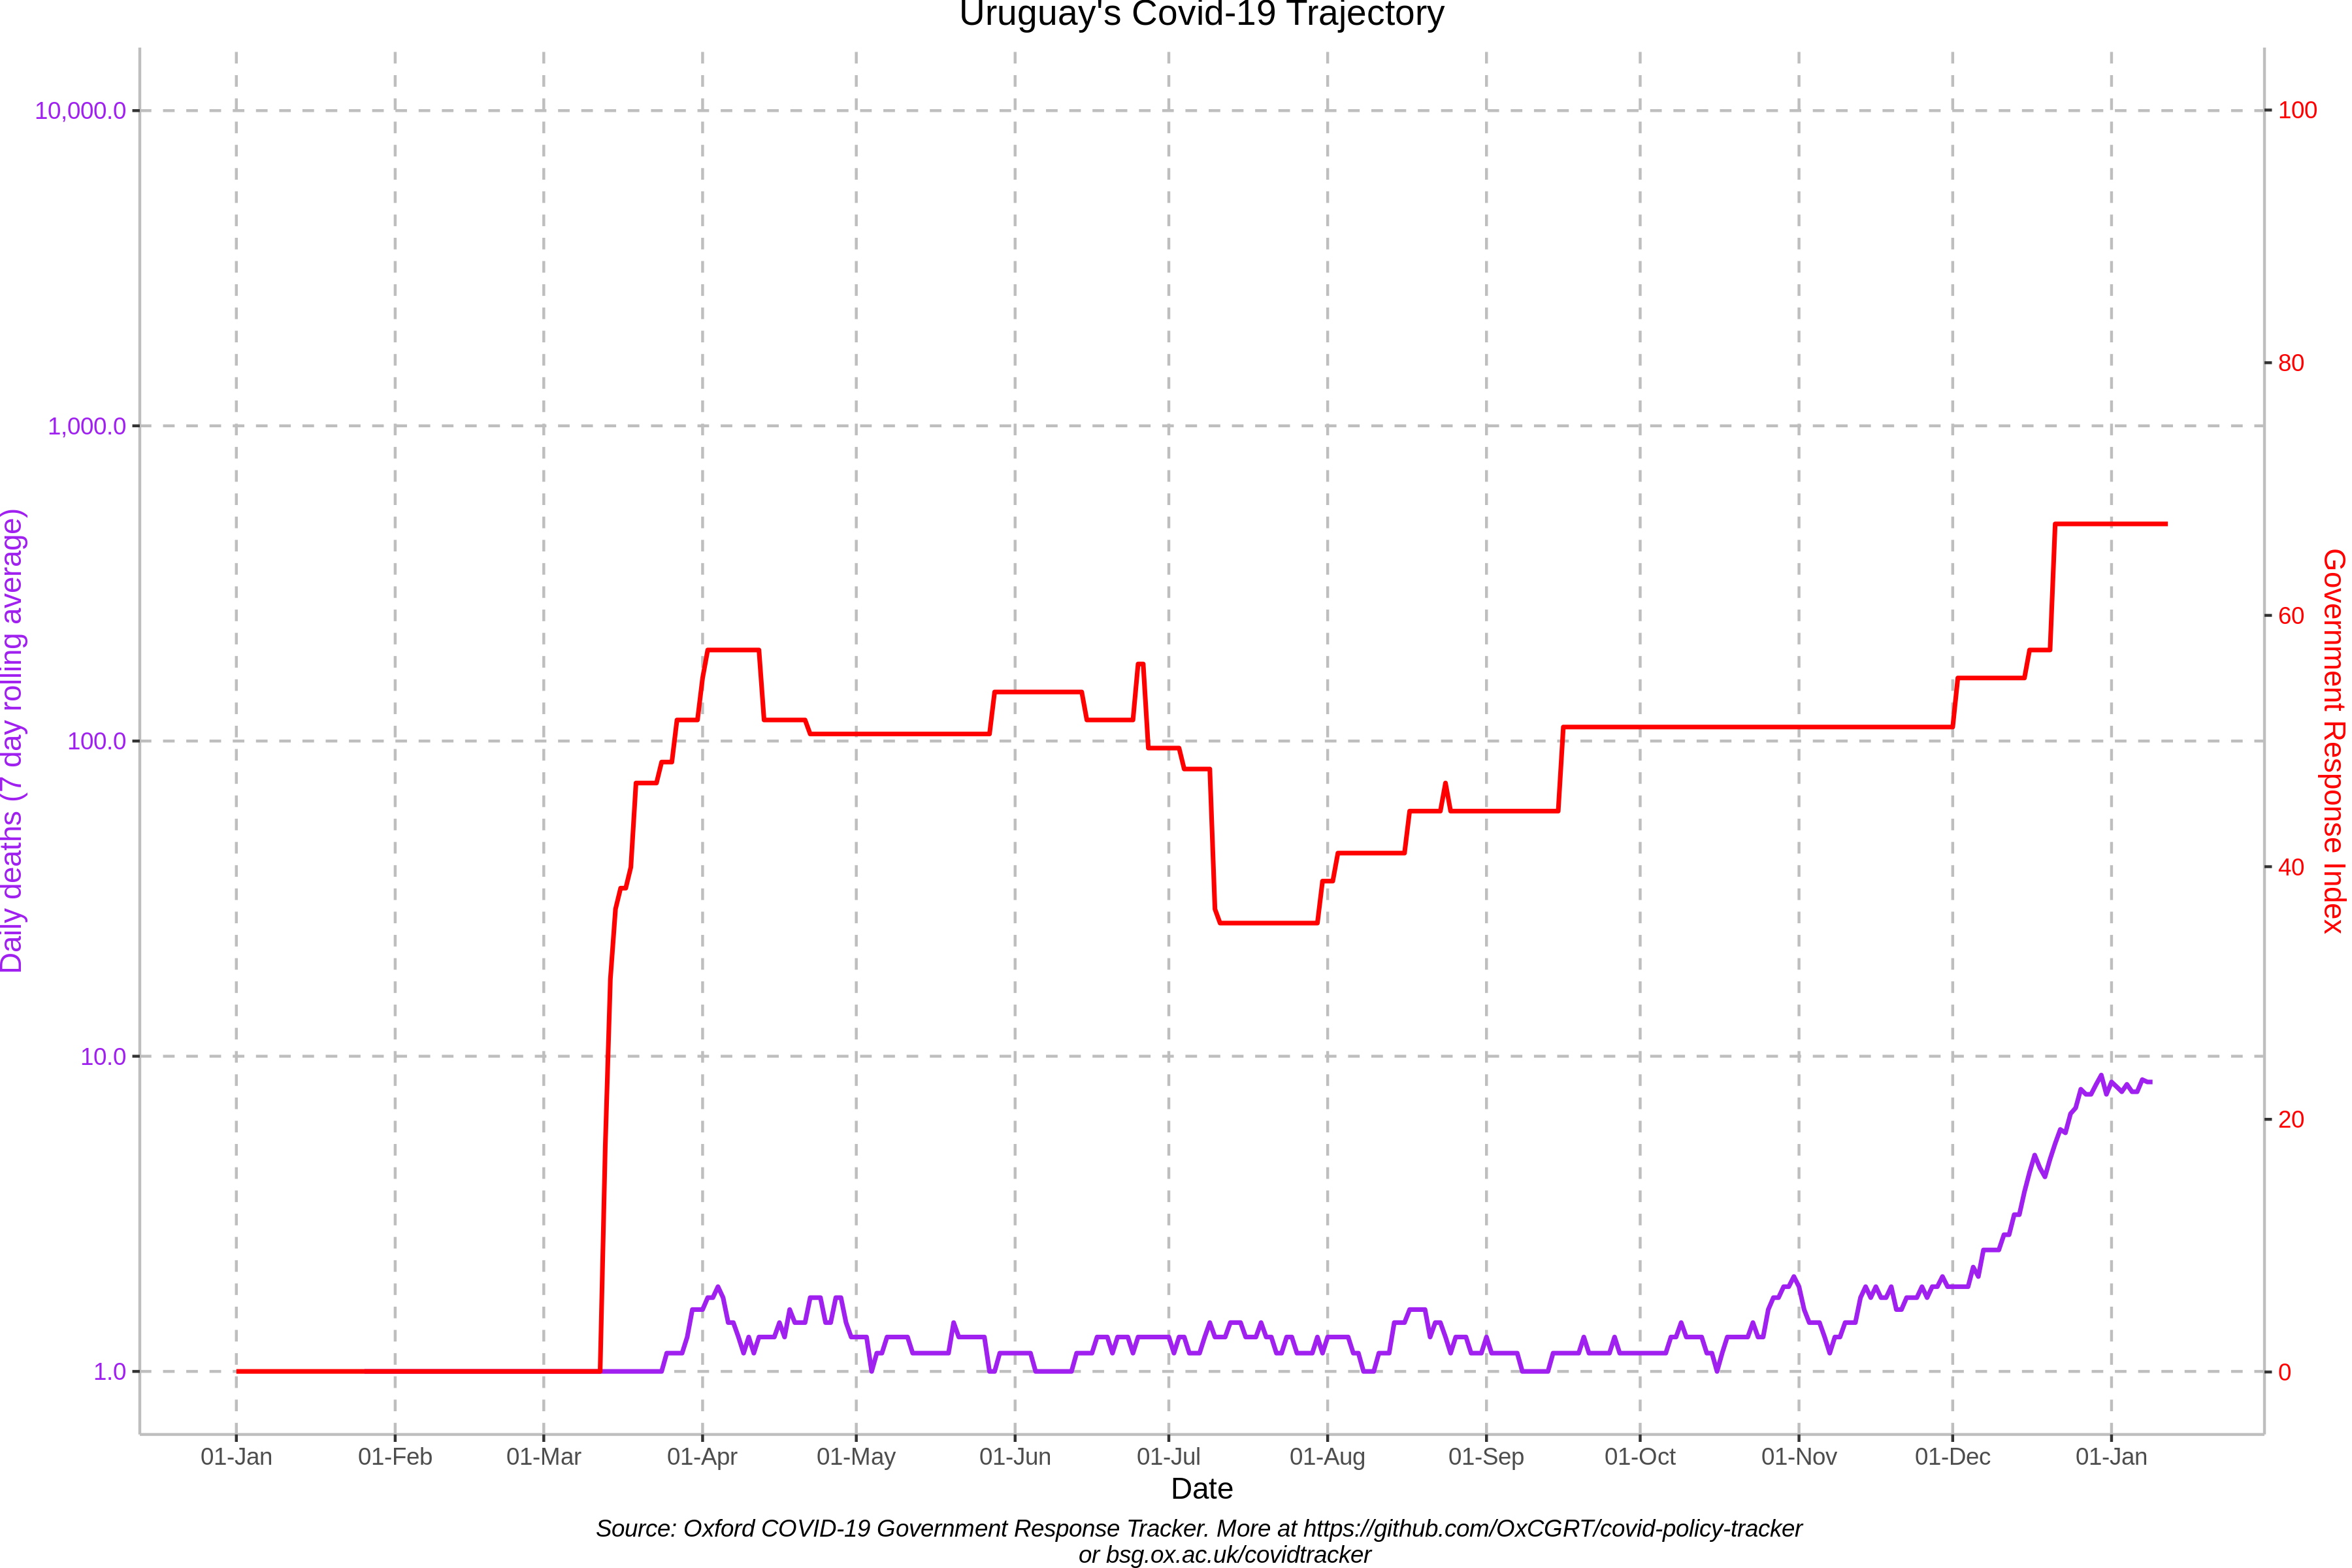 Uruguay's Covid-19 Trajectory
10,000.0
1,000.0
100.0
10.0
1.0
Daily deaths (7 day rolling average)
100
80
60
40
20
0
Government Response Index
01-Jan
01-Feb
01-Mar
01-Apr
01-May
01-Jun
01-Jul
01-Aug
01-Sep
01-Oct
01-Nov
01-Dec
01-Jan
Date
Source: Oxford COVID-19 Government Response Tracker. More at https://github.com/OxCGRT/covid-policy-tracker
or bsg.ox.ac.uk/covidtracker